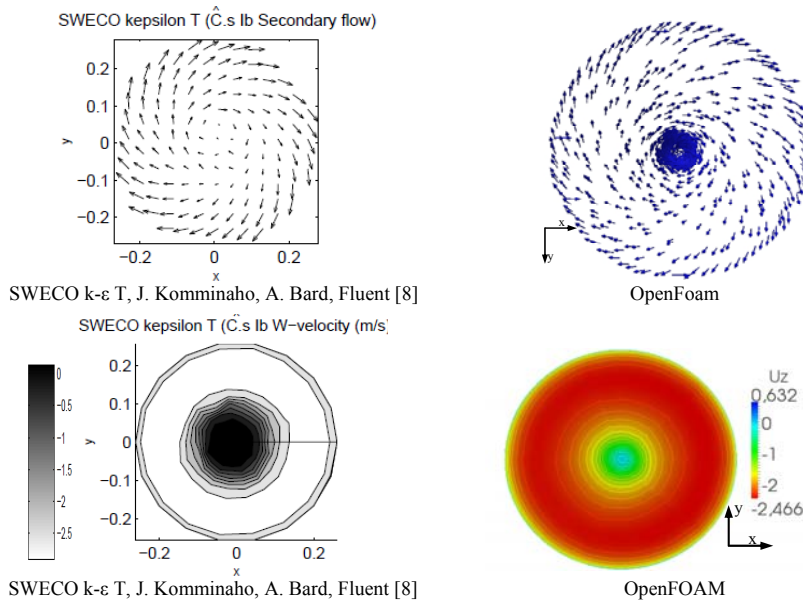 SWECO kepsilon T (Ĉ.s lb Secondary flow)
0.2
0.1
0
-0.1
-0.2
y
-0.2
0
0.2
x
x
y
SWECO k-ε T, J. Komminaho, A. Bard, Fluent [8]
OpenFoam
SWECO kepsilon T (Ĉ.s lb W-velocity (m/s)
0
-0.5
-1
-1.5
-2
-2.5
0.2
0.1
0
-0.1
-0.2
y
-0.2
0
0.2
x
Uz
0,632
0
-1
-2
-2,466
y
x
SWECO k-ε T, J. Komminaho, A. Bard, Fluent [8]
OpenFOAM